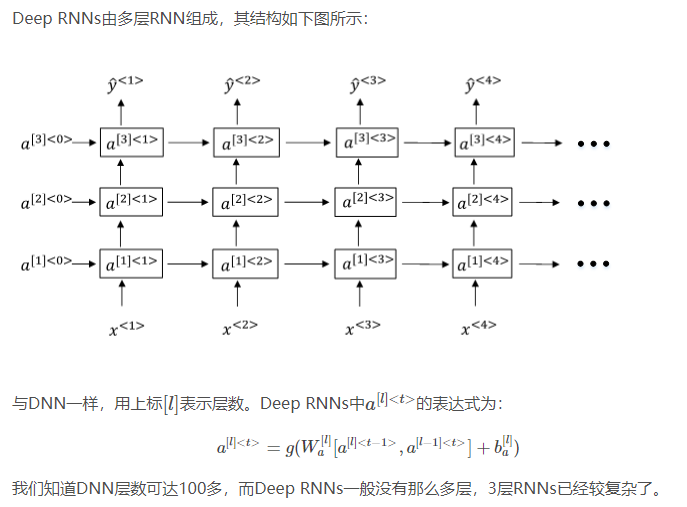 Deep RNNs由多层RNN组成，其结构如下图所示：
ŷ<1> ŷ<2> ŷ<3> ŷ<4>
a[3]<0> a[3]<1> a[3]<2> a[3]<3> a[3]<4> •••
a[2]<0> a[2]<1> a[2]<2> a[2]<3> a[2]<4> •••
a[1]<0> a[1]<1> a[1]<2> a[1]<3> a[1]<4> •••
x<1> x<2> x<3> x<4>
与DNN一样，用上标[l]表示层数。Deep RNNs中a[l]<t>的表达式为：
a[l]<t> = g(Wa[l][a[l]<t−1>, a[l−1]<t>] + ba[l])
我们知道DNN层数可达100多，而Deep RNNs一般没有那么多层，3层RNNs已经较复杂了。